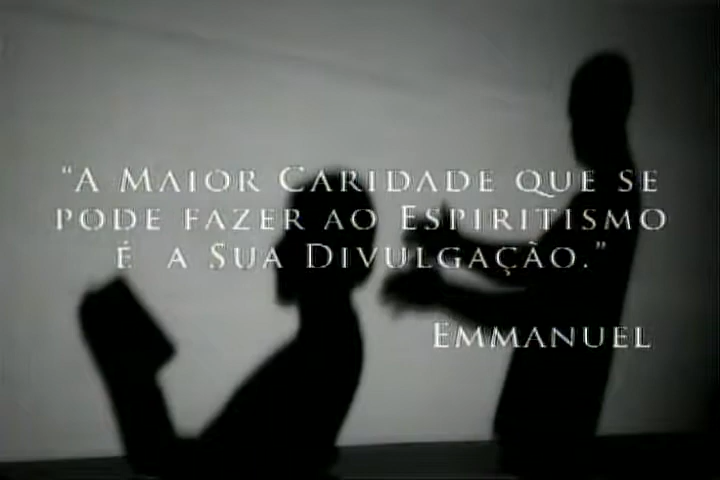 “A MAIOR CARIDADE QUE SE
PODE FAZER AO ESPIRITISMO
É A SUA DIVULGAÇÃO.”
EMMANUEL